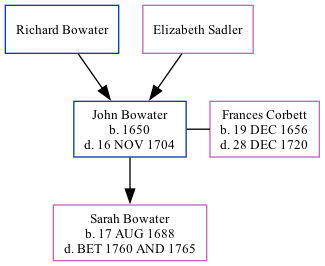 Richard Bowater
Elizabeth Sadler
John Bowater
b. 1650
d. 16 NOV 1704
Frances Corbett
b. 19 DEC 1656
d. 28 DEC 1720
Sarah Bowater
b. 17 AUG 1688
d. BET 1760 AND 1765